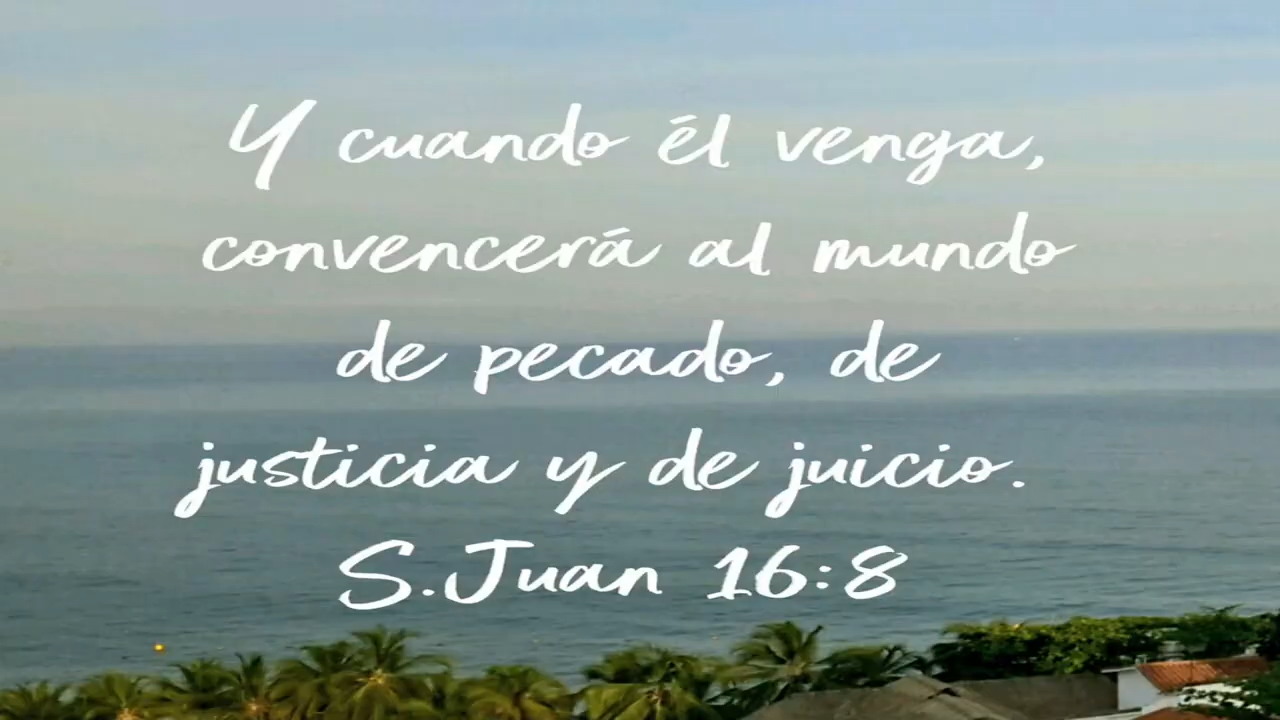 Y cuando él venga,
convencerá al mundo
de pecado, de
justicia y de juicio.
S.Juan 16:8